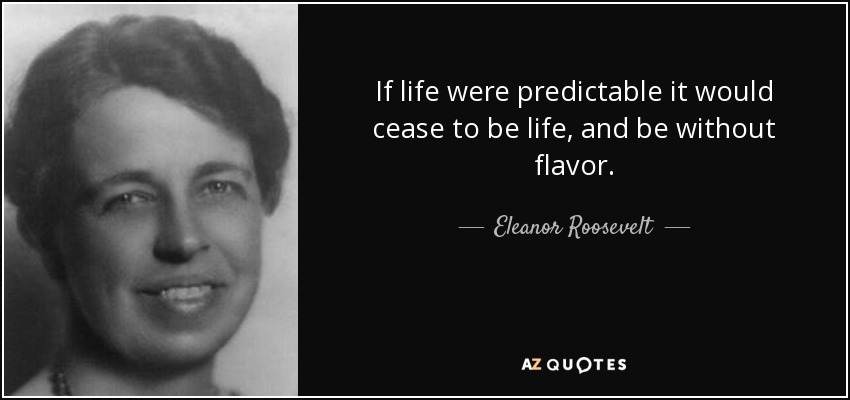 If life were predictable it would
cease to be life, and be without
flavor.
Eleanor Roosevelt
AZ QUOTES